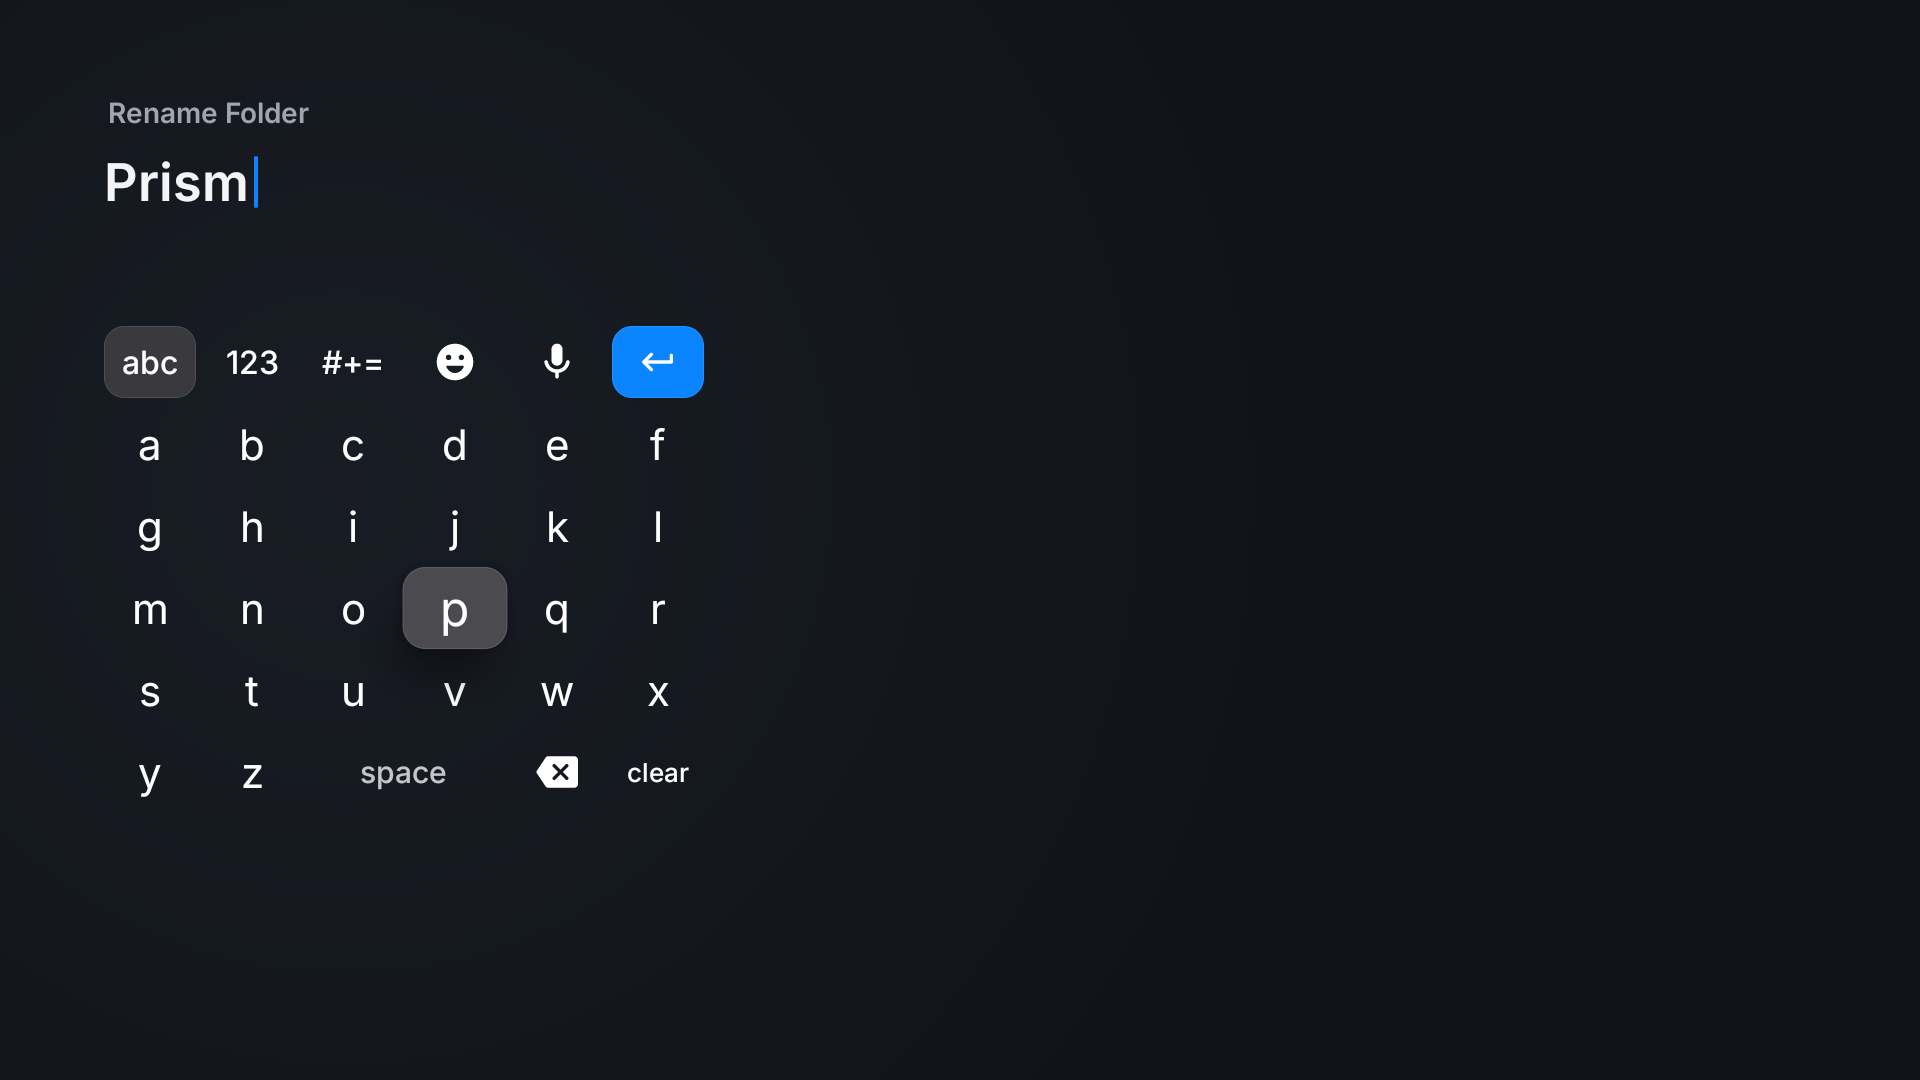 Rename Folder
Prism
abc 123 #+=
a b c d e f
g h i j k l
m n o p q r
s t u v w x
y z space clear